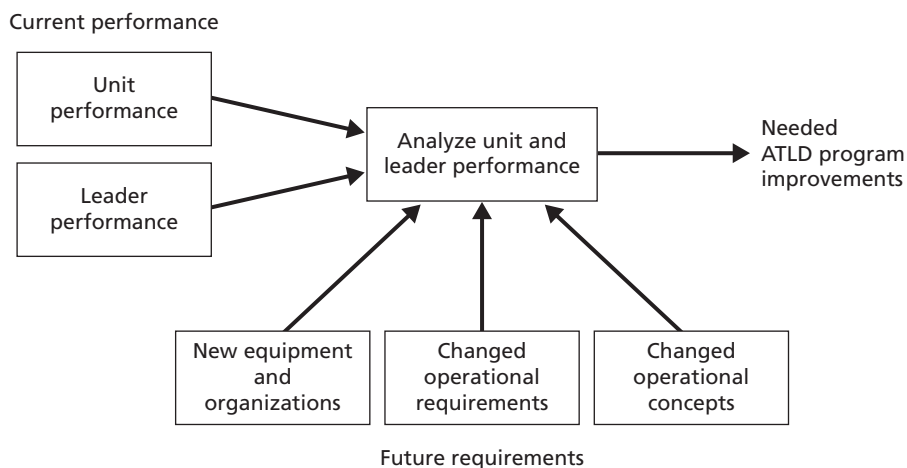 Current performance
Unit
performance
Leader
performance
Analyze unit and
leader performance
Needed
ATLD program
improvements
New equipment
and
organizations
Changed
operational
requirements
Changed
operational
concepts
Future requirements